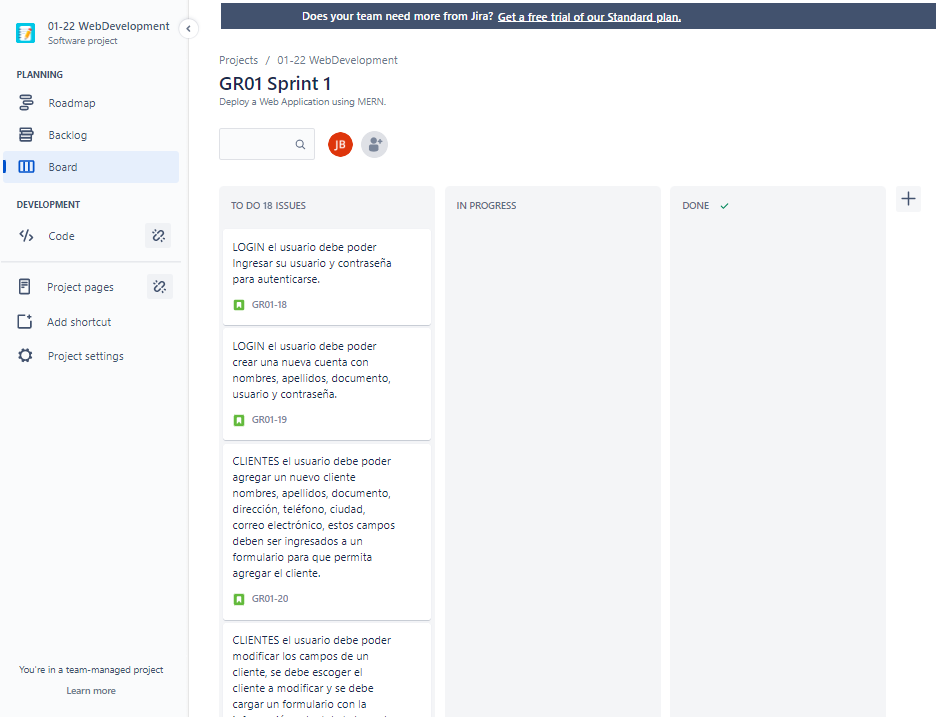 Does your team need more from Jira? Get a free trial of our Standard plan.
01-22 WebDevelopment
Software project
PLANNING
Roadmap
Backlog
Board
DEVELOPMENT
Code
Project pages
Add shortcut
Project settings
You're in a team-managed project
Learn more
Projects / 01-22 WebDevelopment
GR01 Sprint 1
Deploy a Web Application using MERN.
JB
TO DO 18 ISSUES
LOGIN el usuario debe poder
Ingresar su usuario y contraseña
para autenticarse.
GR01-18
LOGIN el usuario debe poder
crear una nueva cuenta con
nombres, apellidos, documento,
usuario y contraseña.
GR01-19
CLIENTES el usuario debe poder
agregar un nuevo cliente
nombres, apellidos, documento,
dirección, teléfono, ciudad,
correo electrónico, estos campos
deben ser ingresados a un
formulario para que permita
agregar el cliente.
GR01-20
CLIENTES el usuario debe poder
modificar los campos de un
cliente, se debe escoger el
cliente a modificar y se debe
cargar un formulario con la
IN PROGRESS
DONE